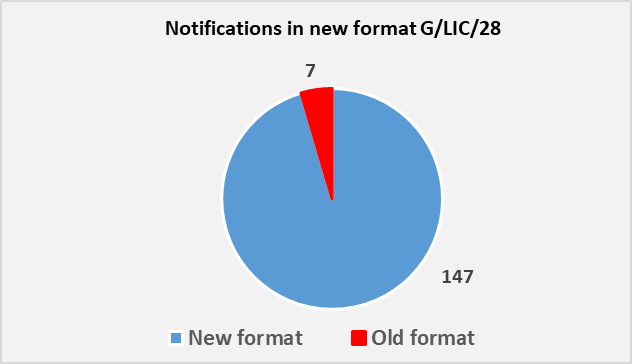 Notifications in new format G/LIC/28
7
147
New format Old format